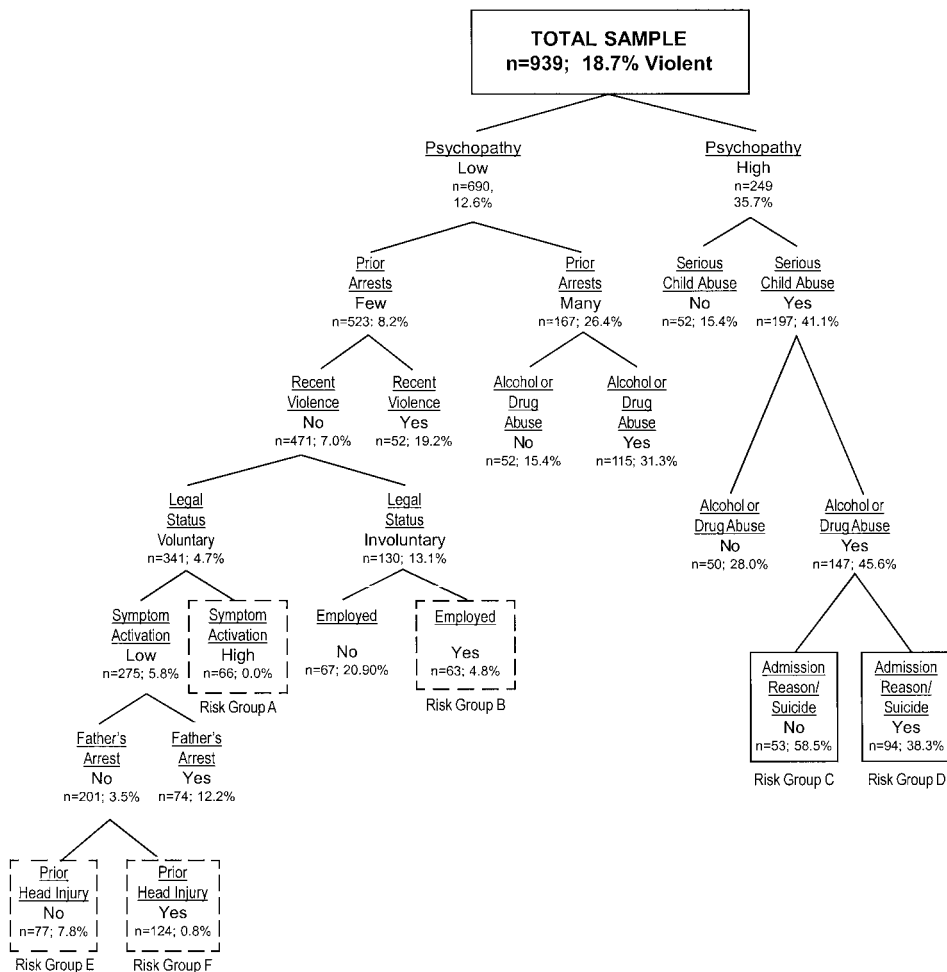 TOTAL SAMPLE
n=939; 18.7% Violent
Psychopathy
Low
n=690,
12.6%
Psychopathy
High
n=249
35.7%
Prior
Arrests
Few
n=523: 8.2%
Prior
Arrests
Many
n=167; 26.4%
Serious
Child Abuse
No
n=52; 15.4%
Serious
Child Abuse
Yes
n=197; 41.1%
Recent
Violence
No
n=471; 7.0%
Recent
Violence
Yes
n=52; 19.2%
Alcohol or
Drug
Abuse
No
n=52; 15.4%
Alcohol or
Drug
Abuse
Yes
n=115; 31.3%
Legal
Status
Voluntary
n=341; 4.7%
Legal
Status
Involuntary
n=130; 13.1%
Alcohol or
Drug Abuse
No
n=50; 28.0%
Alcohol or
Drug Abuse
Yes
n=147; 45.6%
Symptom
Activation
Low
n=275; 5.8%
Symptom
Activation
High
n=66; 0.0%
Risk Group A
Employed
No
n=67; 20.90%
Employed
Yes
n=63; 4.8%
Risk Group B
Admission
Reason/
Suicide
No
n=53; 58.5%
Risk Group C
Admission
Reason/
Suicide
Yes
n=94; 38.3%
Risk Group D
Father's
Arrest
No
n=201; 3.5%
Father's
Arrest
Yes
n=74; 12.2%
Prior
Head Injury
No
n=77; 7.8%
Risk Group E
Prior
Head Injury
Yes
n=124; 0.8%
Risk Group F